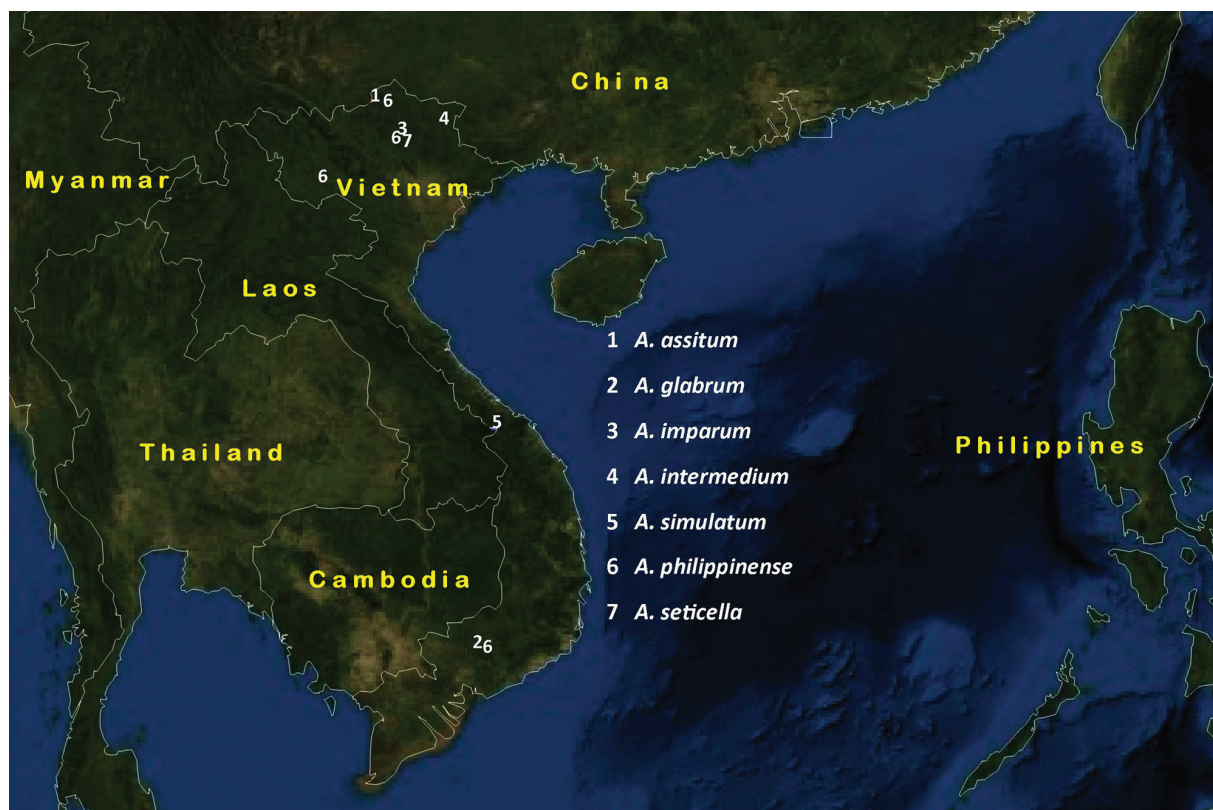 China
1 6
4
3
6 7
6
Myanmar
Vietnam
Laos
1 A. assitum
2 A. glabrum
5
3 A. imparum
Thailand
Philippines
4 A. intermedium
5 A. simulatum
6 A. philippinense
Cambodia
7 A. seticella
2 6